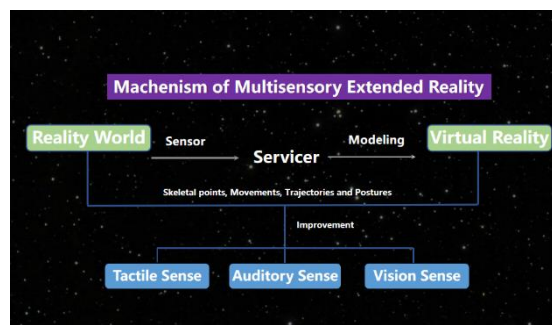 Machenism of Multisensory Extended Reality
Reality World
Sensor
Servicer
Modeling
Virtual Reality
Skeletal points, Movements, Trajectories and Postures
Improvement
Tactile Sense
Auditory Sense
Vision Sense